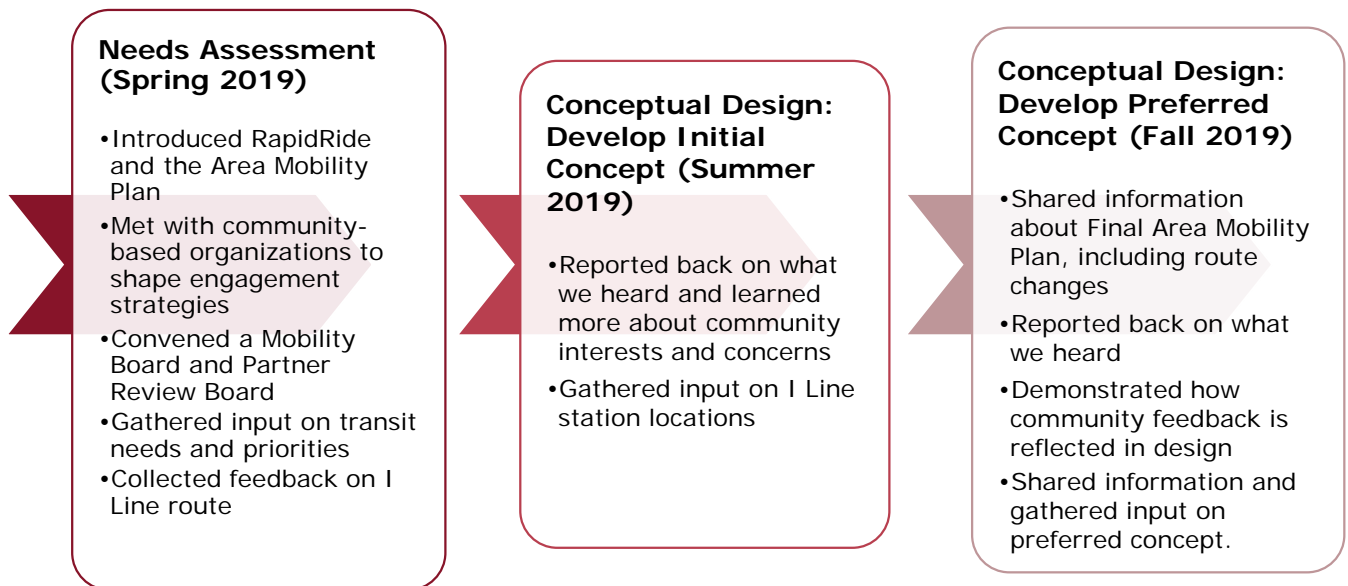 Needs Assessment
(Spring 2019)
•Introduced RapidRide
and the Area Mobility
Plan
•Met with community-
based organizations to
shape engagement
strategies
•Convened a Mobility
Board and Partner
Review Board
•Gathered input on transit
needs and priorities
•Collected feedback on I
Line route
Conceptual Design:
Develop Initial
Concept (Summer
2019)
•Reported back on what
we heard and learned
more about community
interests and concerns
•Gathered input on I Line
station locations
Conceptual Design:
Develop Preferred
Concept (Fall 2019)
•Shared information
about Final Area Mobility
Plan, including route
changes
•Reported back on what
we heard
•Demonstrated how
community feedback is
reflected in design
•Shared information and
gathered input on
preferred concept.